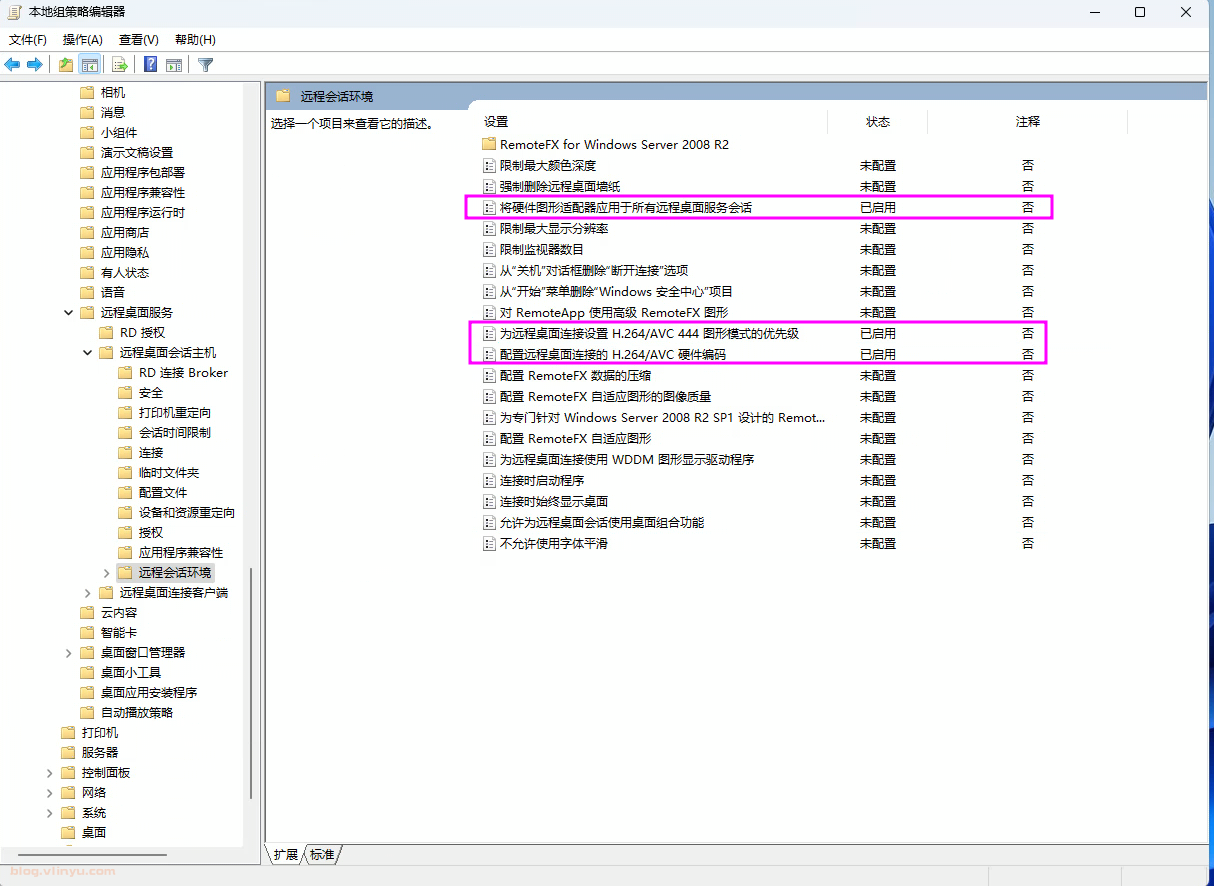 本地组策略编辑器
文件(F) 操作(A) 查看(V) 帮助(H)
相机
消息
小组件
演示文稿设置
应用程序包部署
应用程序兼容性
应用程序运行时
应用商店
应用隐私
有人状态
语音
远程桌面服务
RD 授权
远程桌面会话主机
RD 连接 Broker
安全
打印机重定向
会话时间限制
连接
临时文件夹
配置文件
设备和资源重定向
授权
应用程序兼容性
远程会话环境
远程桌面连接客户端
云内容
智能卡
桌面窗口管理器
桌面小工具
桌面应用安装程序
自动播放策略
打印机
服务器
控制面板
网络
系统
桌面
远程会话环境
选择一个项目来查看它的描述。
设置 状态 注释
RemoteFX for Windows Server 2008 R2
限制最大颜色深度 未配置 否
强制删除远程桌面墙纸 未配置 否
将硬件图形适配器应用于所有远程桌面服务会话 已启用 否
限制最大显示分辨率 未配置 否
限制监视器数目 未配置 否
从“关机”对话框删除“断开连接”选项 未配置 否
从“开始”菜单删除“Windows 安全中心”项目 未配置 否
对 RemoteApp 使用高级 RemoteFX 图形 未配置 否
为远程桌面连接设置 H.264/AVC 444 图形模式的优先级 已启用 否
配置远程桌面连接的 H.264/AVC 硬件编码 已启用 否
配置 RemoteFX 数据的压缩 未配置 否
配置 RemoteFX 自适应图形的图像质量 未配置 否
为专门针对 Windows Server 2008 R2 SP1 设计的 Remot... 未配置 否
配置 RemoteFX 自适应图形 未配置 否
为远程桌面连接使用 WDDM 图形显示驱动程序 未配置 否
连接时启动程序 未配置 否
连接时始终显示桌面 未配置 否
允许为远程桌面会话使用桌面组合功能 未配置 否
不允许使用字体平滑 未配置 否
扩展 标准
blog.vlinyu.com